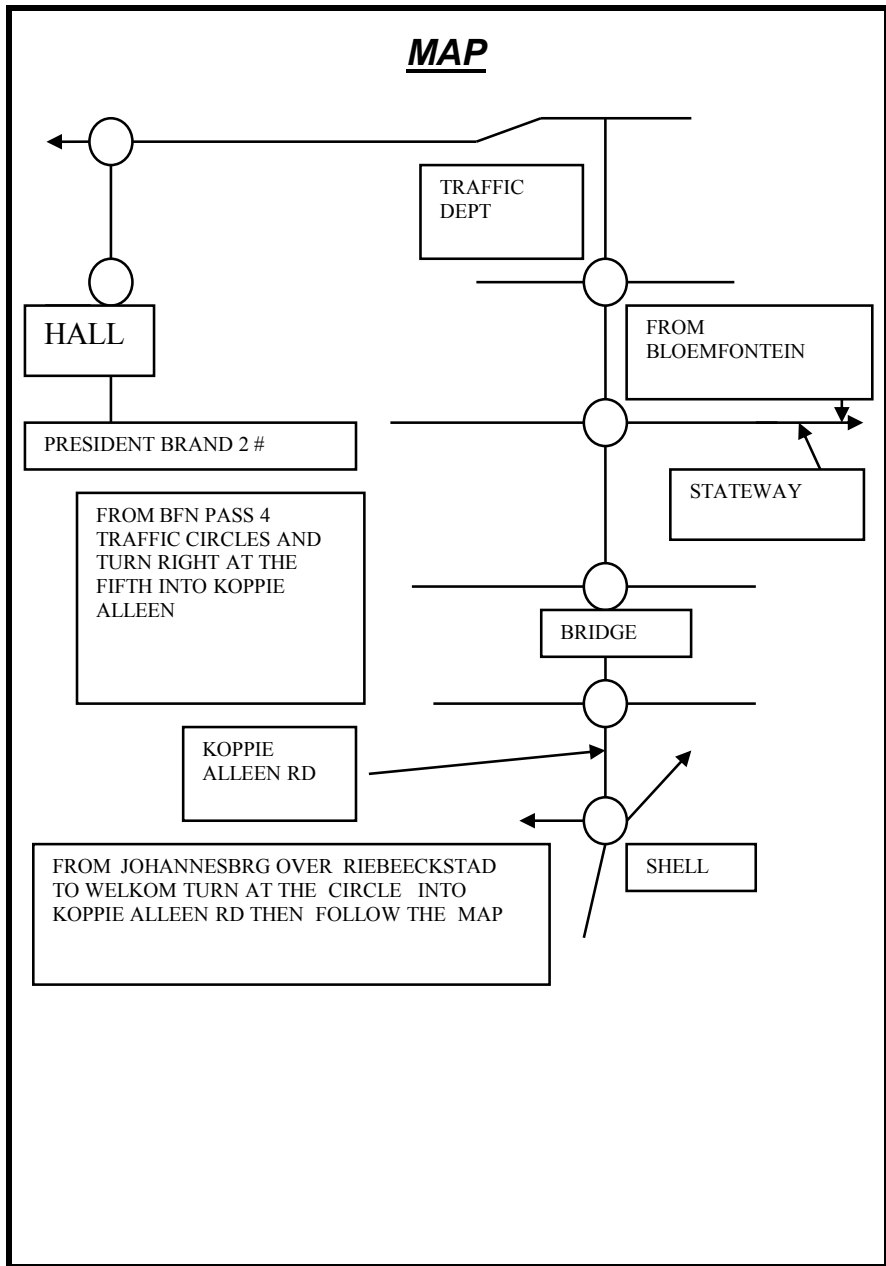 MAP
TRAFFIC
DEPT
HALL
FROM
BLOEMFONTEIN
PRESIDENT BRAND 2 #
STATEWAY
FROM BFN PASS 4
TRAFFIC CIRCLES AND
TURN RIGHT AT THE
FIFTH INTO KOPPIE
ALLEEN
BRIDGE
KOPPIE
ALLEEN RD
FROM JOHANNESBRG OVER RIEBEECKSTAD
TO WELKOM TURN AT THE CIRCLE INTO
KOPPIE ALLEEN RD THEN FOLLOW THE MAP
SHELL